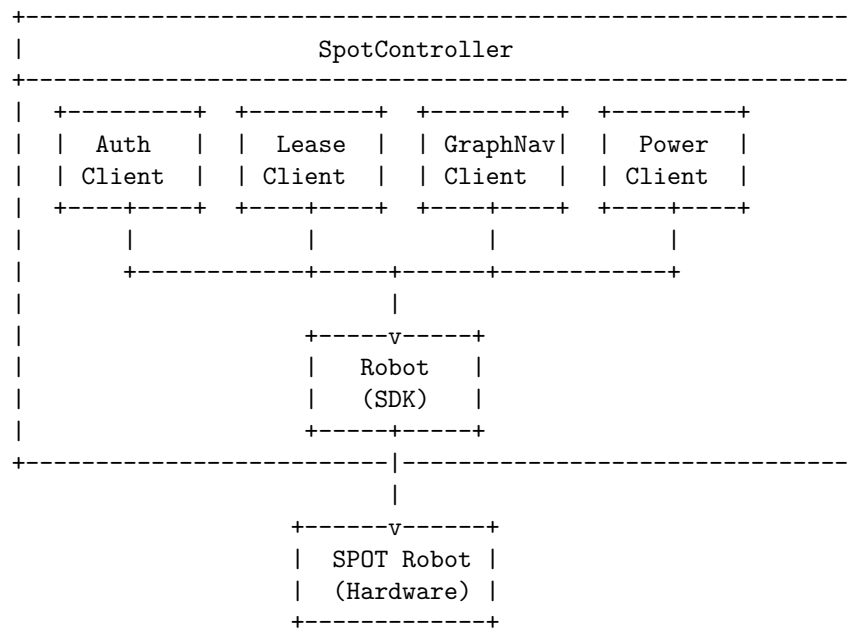 SpotController
Auth Lease GraphNav Power
Client Client Client Client
v
Robot
(SDK)
v
SPOT Robot
(Hardware)